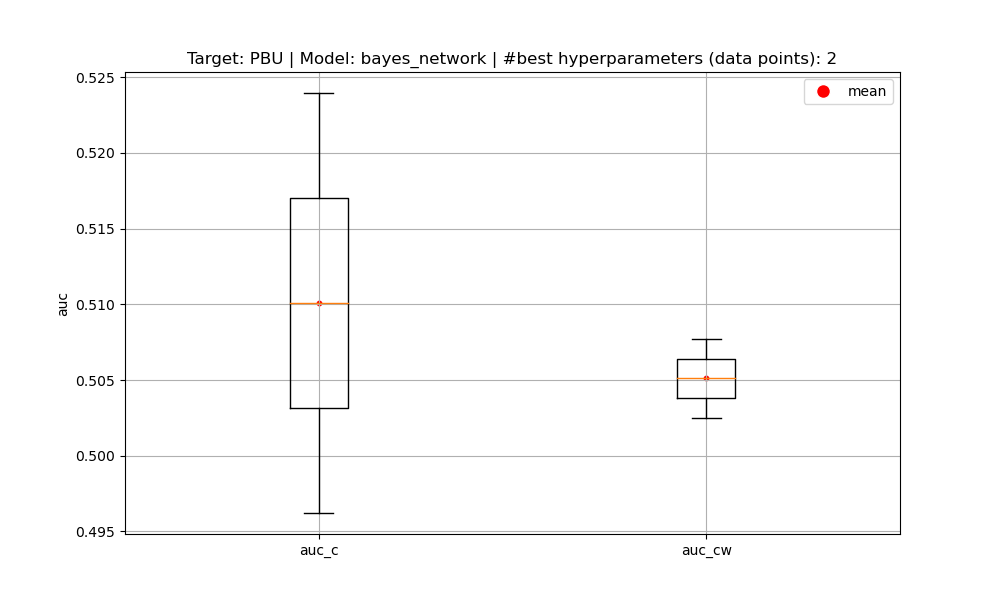 Target: PBU | Model: bayes_network | #best hyperparameters (data points): 2
mean
0.525
0.520
0.515
0.510
0.505
0.500
0.495
auc
auc_c
auc_cw